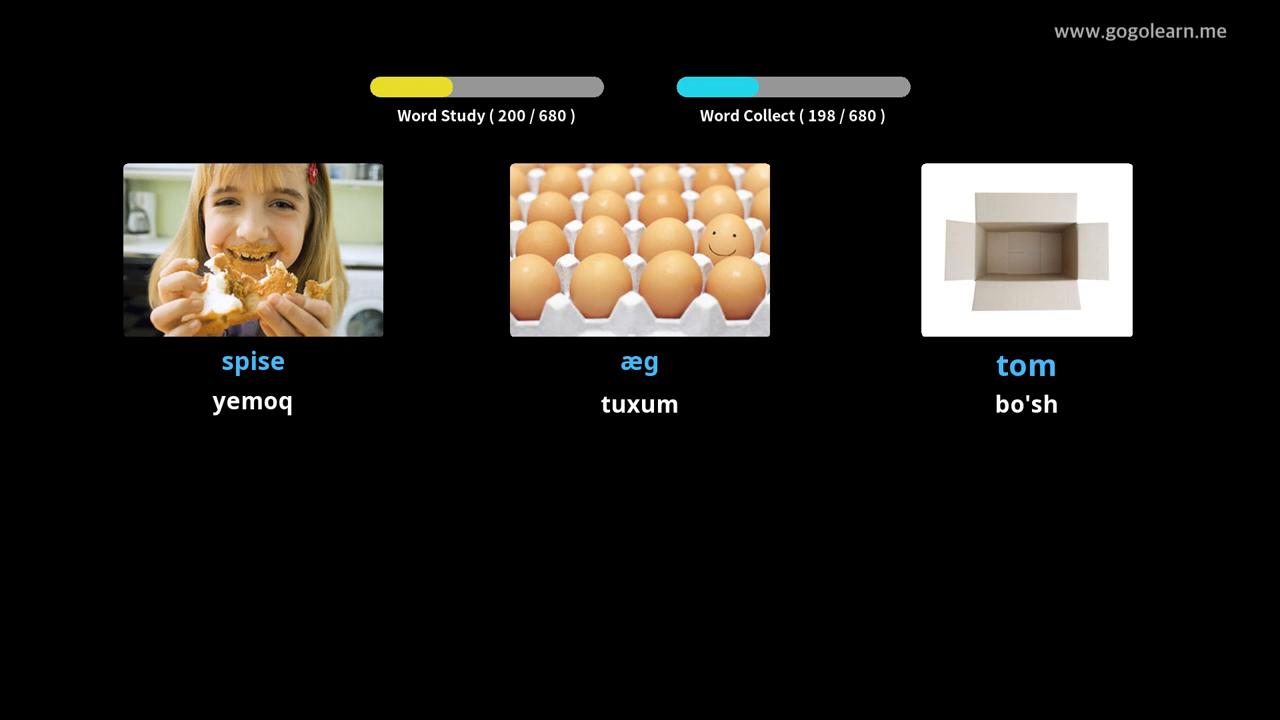 www.gogolearn.me
Word Study ( 200 / 680 )
Word Collect ( 198 / 680 )
spise
æg
tom
yemoq
tuxum
bo'sh